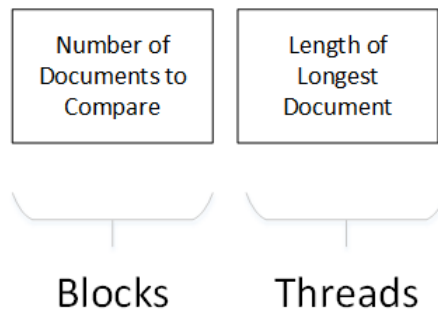 Number of
Documents to
Compare
Length of
Longest
Document
Blocks
Threads